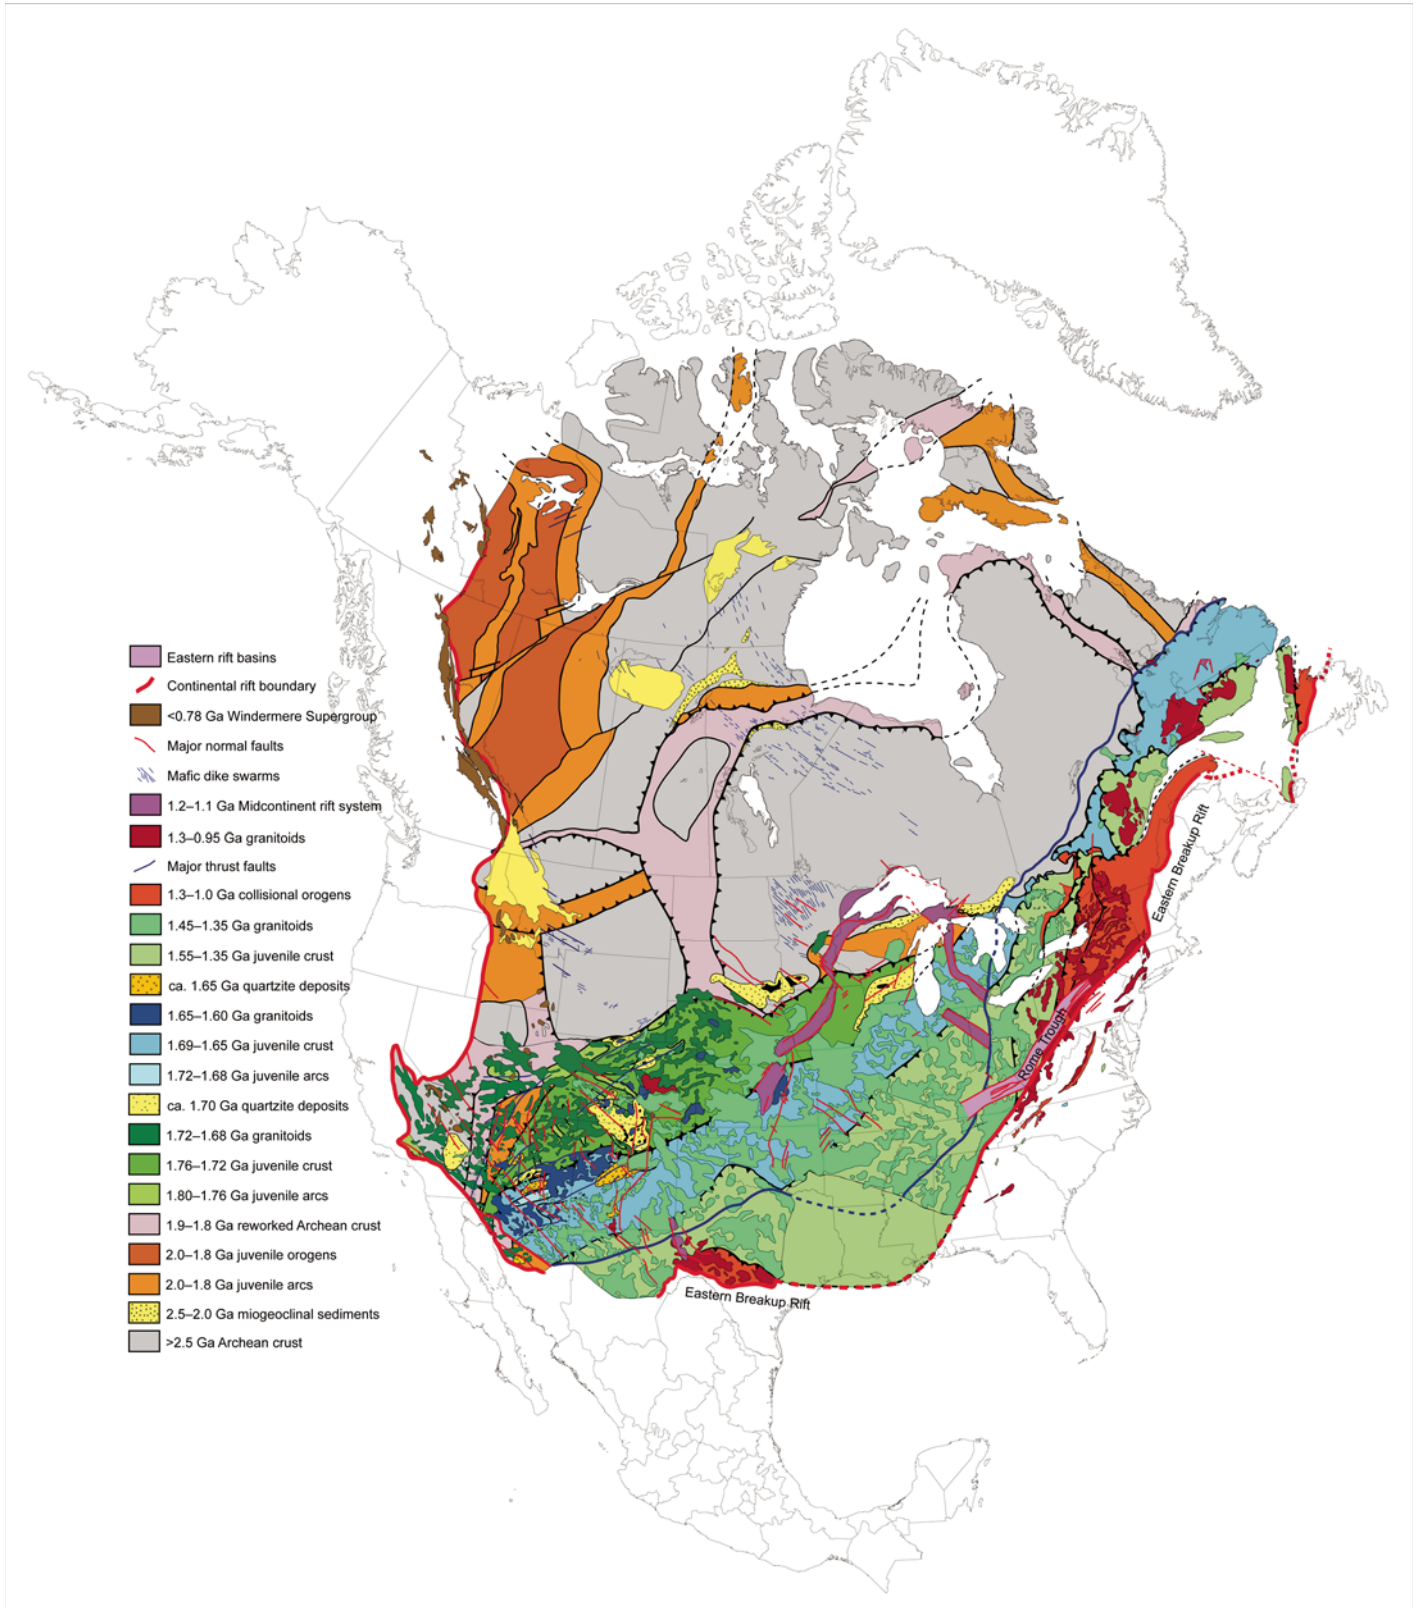 Eastern rift basins
Continental rift boundary
<0.78 Ga Windermere Supergroup
Major normal faults
Mafic dike swarms
1.2–1.1 Ga Midcontinent rift system
1.3–0.95 Ga granitoids
Major thrust faults
1.3–1.0 Ga collisional orogens
1.45–1.35 Ga granitoids
1.55–1.35 Ga juvenile crust
ca. 1.65 Ga quartzite deposits
1.65–1.60 Ga granitoids
1.69–1.65 Ga juvenile crust
1.72–1.68 Ga juvenile arcs
ca. 1.70 Ga quartzite deposits
1.72–1.68 Ga granitoids
1.76–1.72 Ga juvenile crust
1.80–1.76 Ga juvenile arcs
1.9–1.8 Ga reworked Archean crust
2.0–1.8 Ga juvenile orogens
2.0–1.8 Ga juvenile arcs
2.5–2.0 Ga miogeoclinal sediments
>2.5 Ga Archean crust
Eastern Breakup Rift
Rome Trough
Eastern Breakup Rift